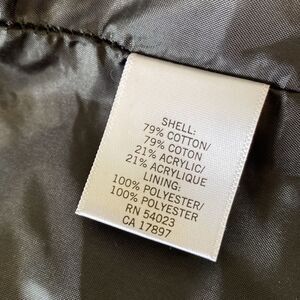 SHELL:
79% COTTON/
79% COTON
21% ACRYLIC/
21% ACRYLIQUE
LINING:
100% POLYESTER/
100% POLYESTER
RN 54023
CA 17897